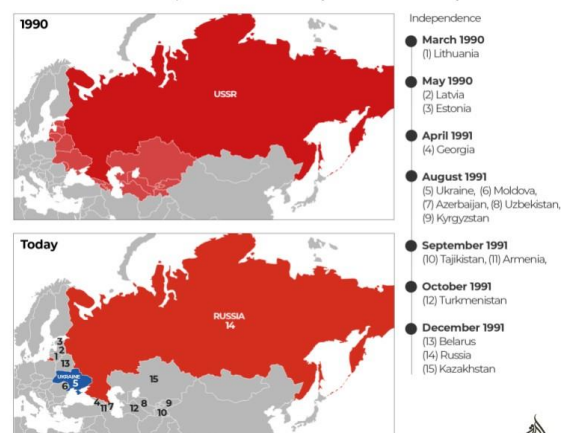 1990
USSR
Independence
March 1990
(1) Lithuania
May 1990
(2) Latvia
(3) Estonia
April 1991
(4) Georgia
August 1991
(5) Ukraine, (6) Moldova,
(7) Azerbaijan, (8) Uzbekistan,
(9) Kyrgyzstan
September 1991
(10) Tajikistan, (11) Armenia,
October 1991
(12) Turkmenistan
December 1991
(13) Belarus
(14) Russia
(15) Kazakhstan
Today
RUSSIA
14
3
2
1
13
15
UKRAINE
5
6
4
11
7
12
8
9
10